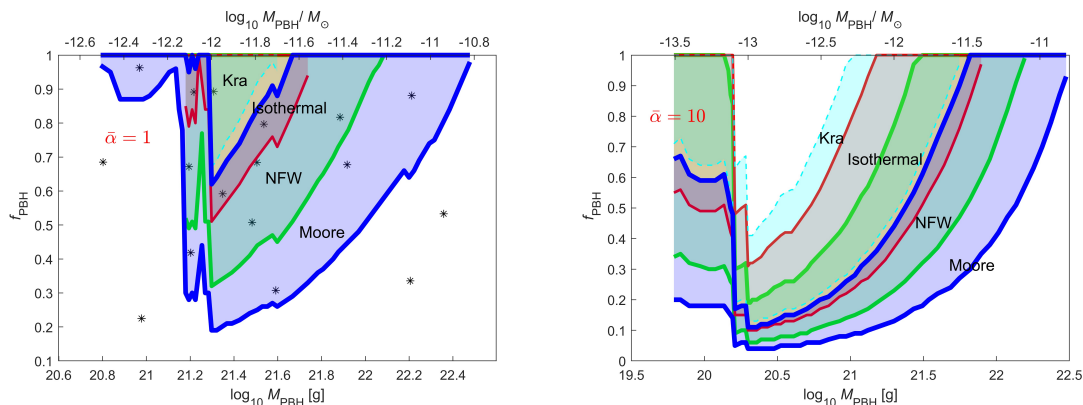 log10 MPBH/ M⊙
-12.6 -12.4 -12.2 -12 -11.8 -11.6 -11.4 -11.2 -11 -10.8
1
0.9
0.8
0.7
0.6
0.5
0.4
0.3
0.2
0.1
fPBH
ᾱ = 1
Kra
Isothermal
NFW
Moore
20.6 20.8 21 21.2 21.4 21.6 21.8 22 22.2 22.4
log10 MPBH [g]
log10 MPBH/ M⊙
-13.5 -13 -12.5 -12 -11.5 -11
1
0.9
0.8
0.7
0.6
0.5
0.4
0.3
0.2
0.1
0
fPBH
ᾱ = 10
Kra
Isothermal
NFW
Moore
19.5 20 20.5 21 21.5 22 22.5
log10 MPBH [g]